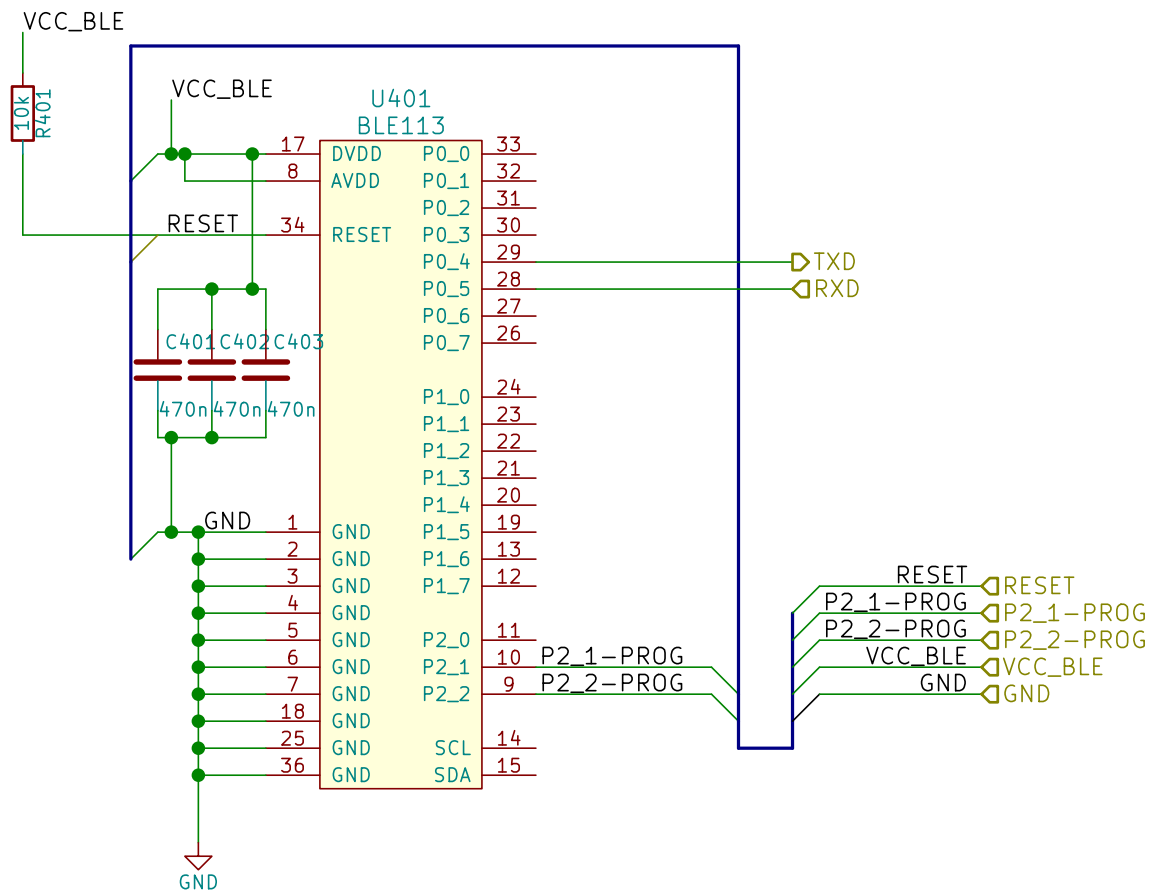 VCC_BLE
10k
R401
VCC_BLE
U401
BLE113
17 DVDD P0_0 33
8 AVDD P0_1 32
P0_2 31
RESET 34 RESET P0_3 30
P0_4 29 TXD
P0_5 28 RXD
P0_6 27
C401 C402 C403 P0_7 26
P1_0 24
470n 470n 470n
P1_1 23
P1_2 22
P1_3 21
P1_4 20
GND 1 GND P1_5 19
2 GND P1_6 13
3 GND P1_7 12 RESET RESET
4 GND P2_1-PROG P2_1-PROG
5 GND P2_0 11 P2_2-PROG P2_2-PROG
6 GND P2_1 10 P2_1-PROG VCC_BLE VCC_BLE
7 GND P2_2 9 P2_2-PROG GND GND
18 GND
25 GND SCL 14
36 GND SDA 15
GND